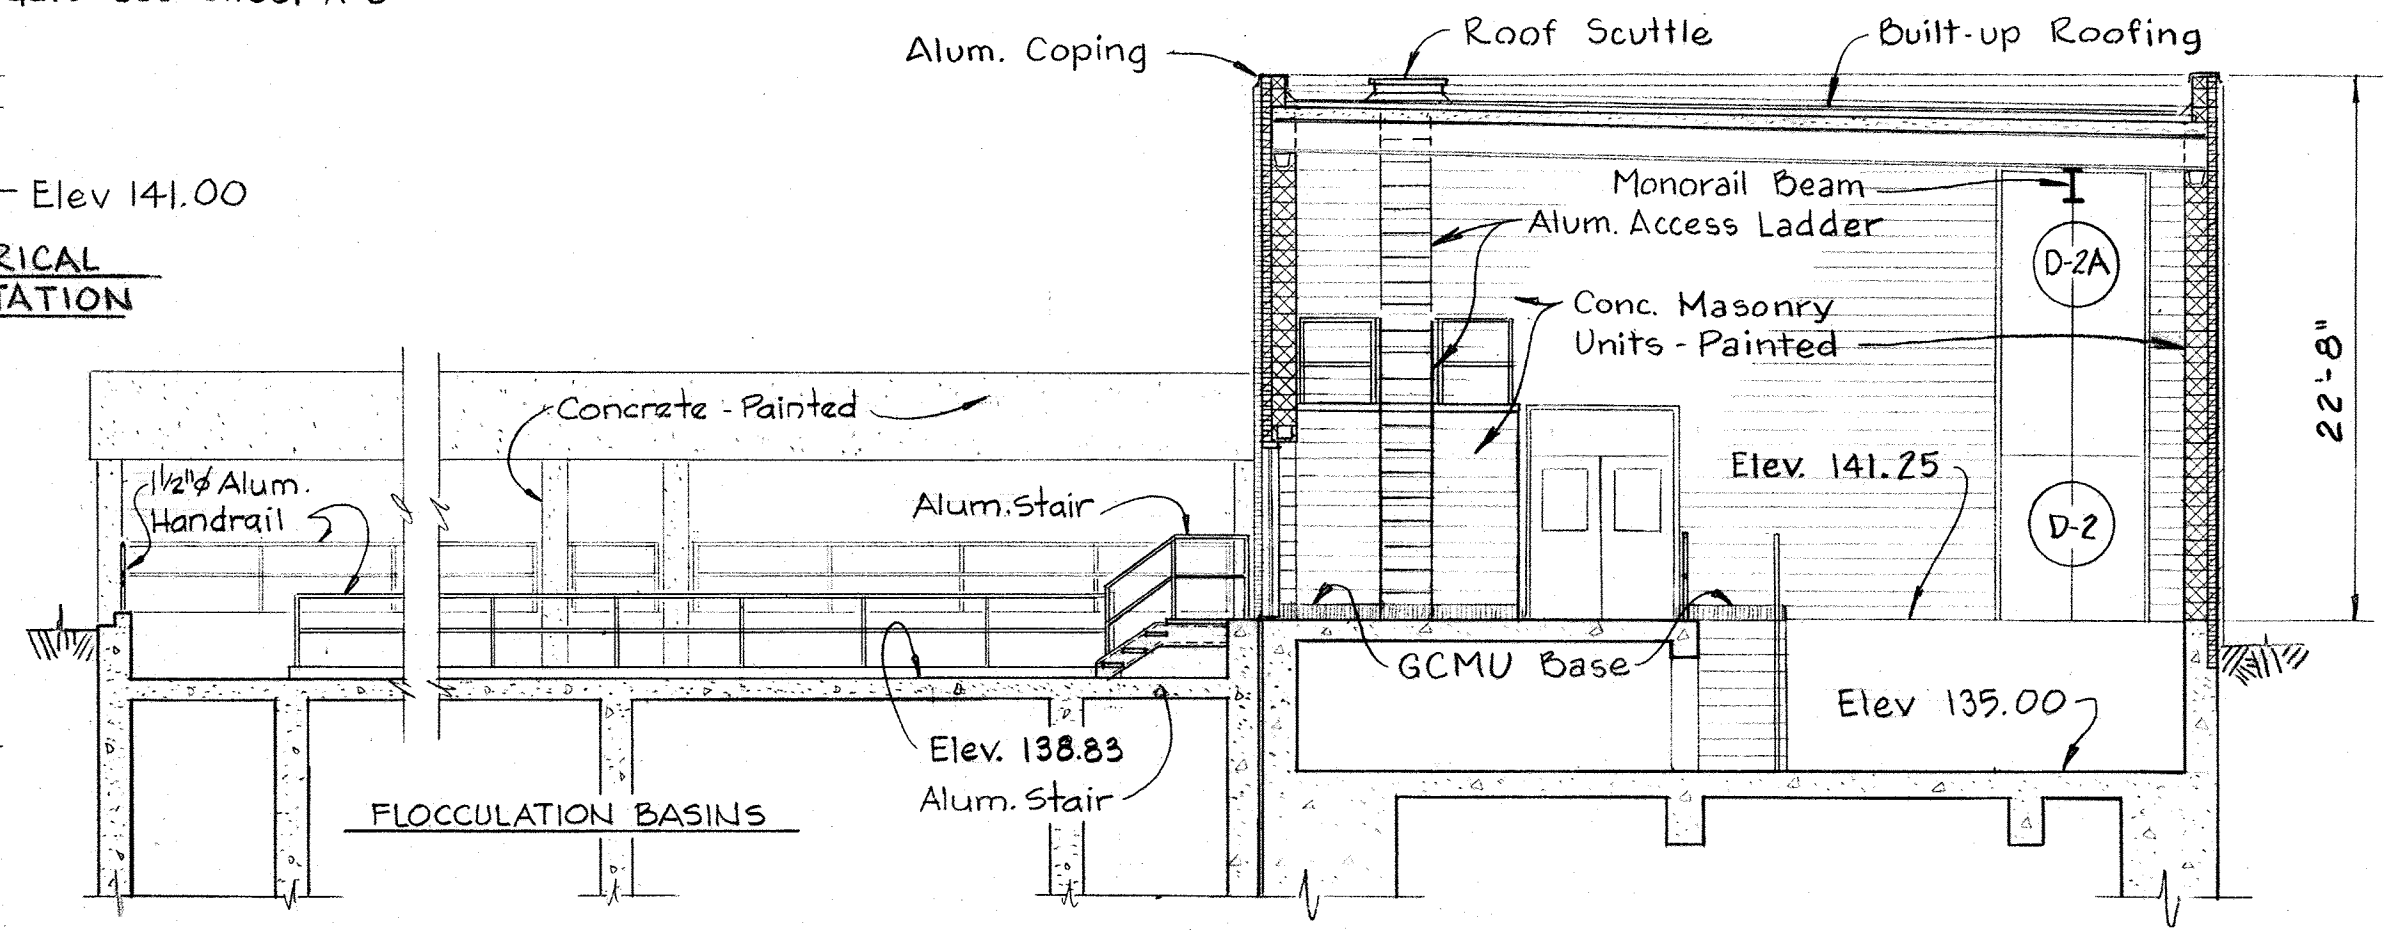 Alum. Coping
Roof Scuttle
Built-up Roofing
Elev 141.00
RICAL
TATION
Monorail Beam
Alum. Access Ladder
D-2A
Conc. Masonry
Units - Painted
22'-8"
Concrete - Painted
1 1/2"ø Alum.
Handrail
Alum. Stair
Elev. 141.25
D-2
GCMU Base
Elev 135.00
Elev. 138.83
Alum. Stair
FLOCCULATION BASINS